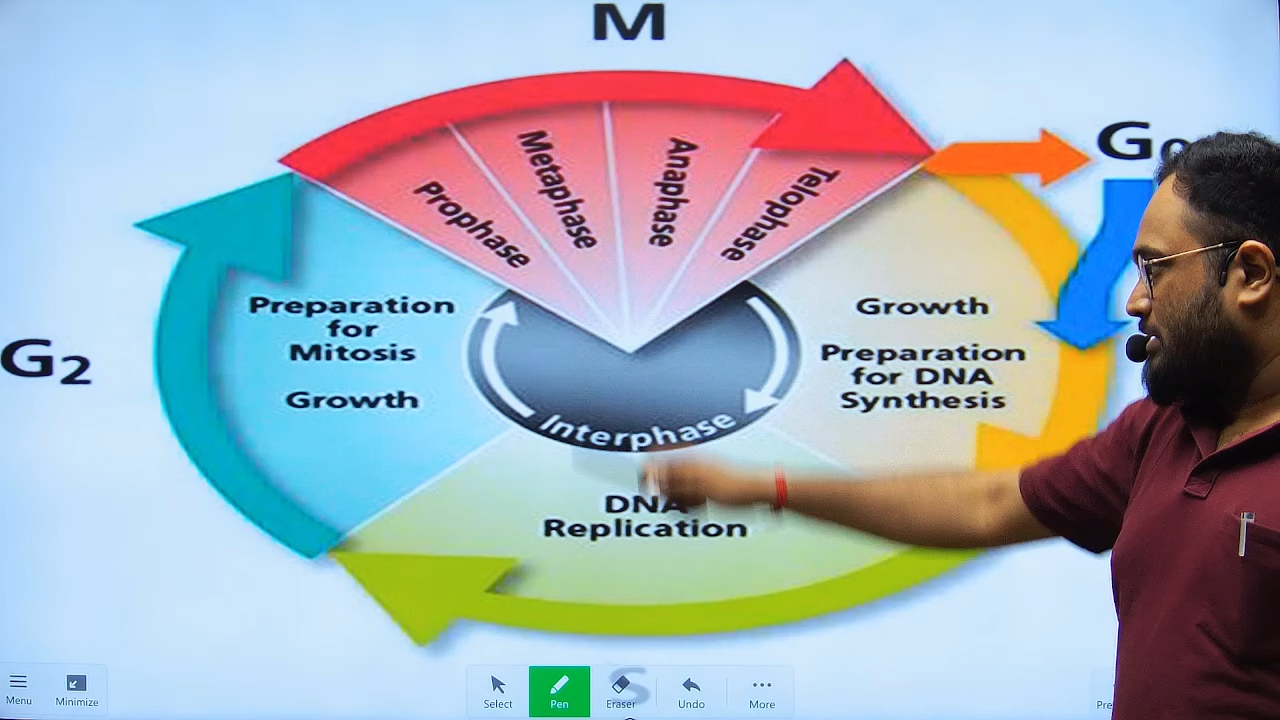 M
G₀
Prophase
Metaphase
Anaphase
Telophase
G₂
Preparation
for
Mitosis
Growth
Growth
Preparation
for DNA
Synthesis
Interphase
DNA
Replication
S
Menu
Minimize
Select
Pen
Eraser
Undo
More